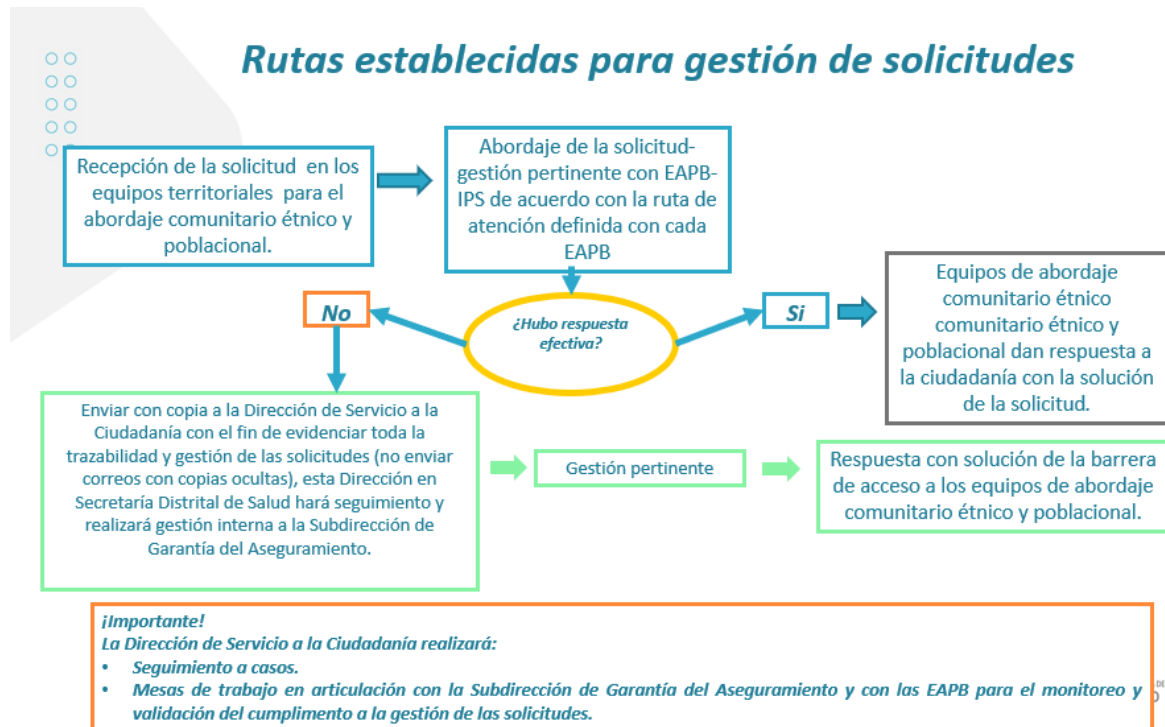 Rutas establecidas para gestión de solicitudes
Recepción de la solicitud en los
equipos territoriales para el
abordaje comunitario étnico y
poblacional.
Abordaje de la solicitud-
gestión pertinente con EAPB-
IPS de acuerdo con la ruta de
atención definida con cada
EAPB
¿Hubo respuesta
efectiva?
No
Si
Equipos de abordaje
comunitario étnico
comunitario étnico y
poblacional dan respuesta a
la ciudadanía con la solución
de la solicitud.
Enviar con copia a la Dirección de Servicio a la
Ciudadanía con el fin de evidenciar toda la
trazabilidad y gestión de las solicitudes (no enviar
correos con copias ocultas), esta Dirección en
Secretaría Distrital de Salud hará seguimiento y
realizará gestión interna a la Subdirección de
Garantía del Aseguramiento.
Gestión pertinente
Respuesta con solución de la barrera
de acceso a los equipos de abordaje
comunitario étnico y poblacional.
¡Importante!
La Dirección de Servicio a la Ciudadanía realizará:
• Seguimiento a casos.
• Mesas de trabajo en articulación con la Subdirección de Garantía del Aseguramiento y con las EAPB para el monitoreo y
validación del cumplimento a la gestión de las solicitudes.